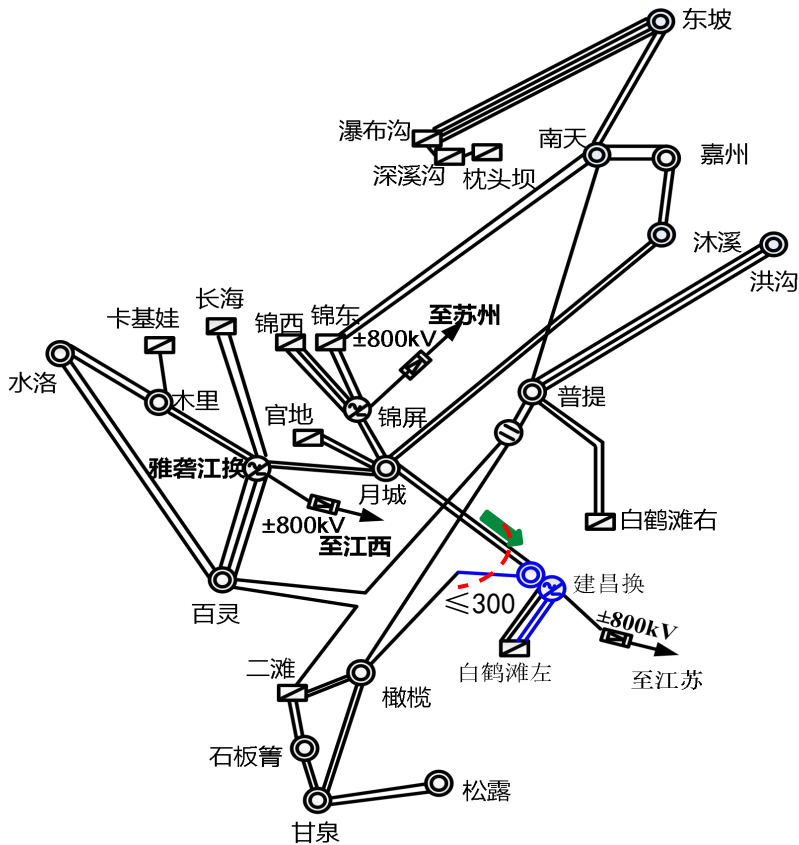 东坡
瀑布沟
南天
嘉州
深溪沟
枕头坝
沐溪
洪沟
长海
卡基娃
锦西
锦东
至苏州
±800kV
水洛
木里
官地
锦屏
普提
雅砻江换
月城
±800kV
至江西
白鹤滩右
百灵
≤300
建昌换
±800kV
白鹤滩左
至江苏
二滩
橄榄
石板箐
松露
甘泉